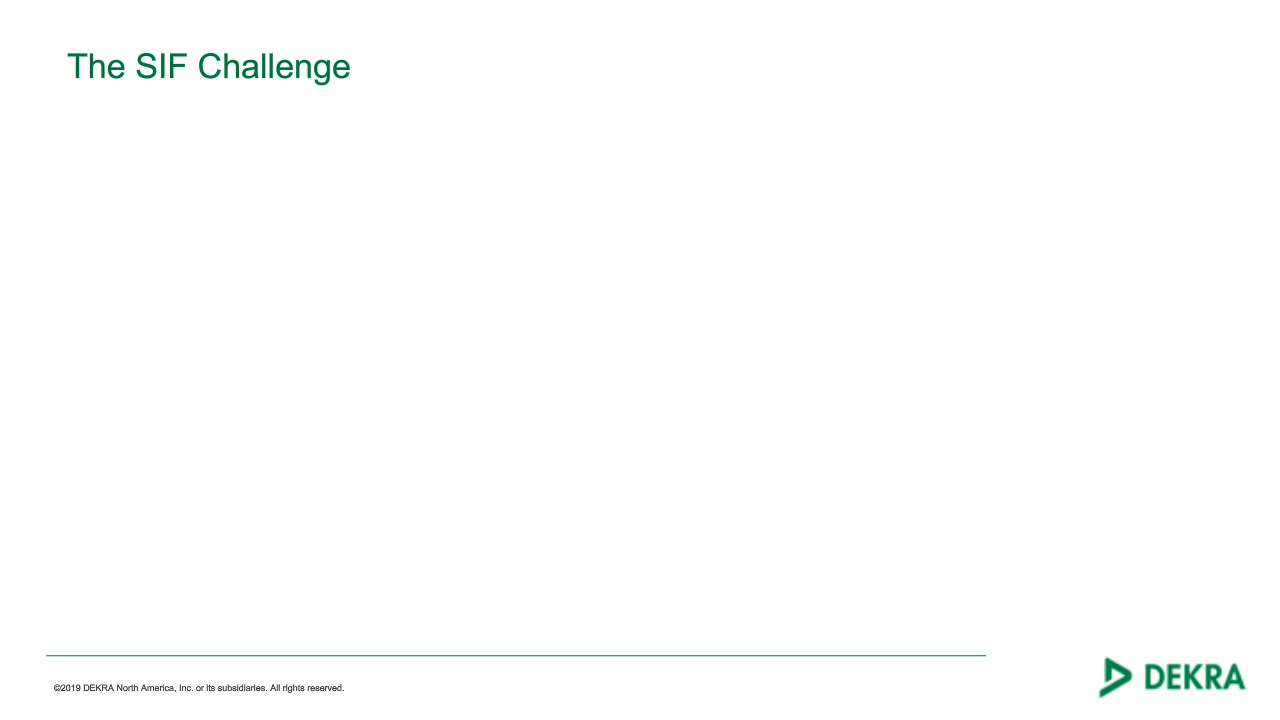 The SIF Challenge
©2019 DEKRA North America, Inc. or its subsidiaries. All rights reserved.
DEKRA